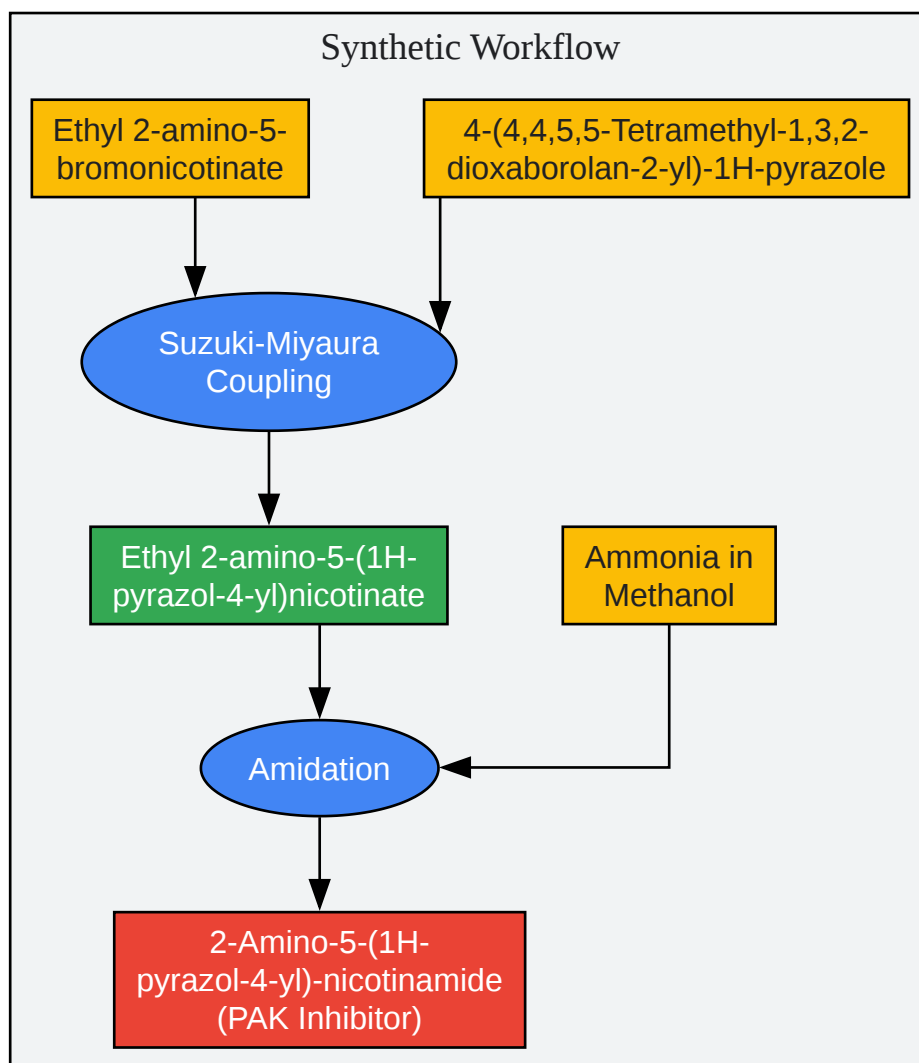 Synthetic Workflow
Ethyl 2-amino-5-
bromonicotinate
4-(4,4,5,5-Tetramethyl-1,3,2-
dioxaborolan-2-yl)-1H-pyrazole
Suzuki-Miyaura
Coupling
Ethyl 2-amino-5-(1H-
pyrazol-4-yl)nicotinate
Ammonia in
Methanol
Amidation
2-Amino-5-(1H-
pyrazol-4-yl)-nicotinamide
(PAK Inhibitor)